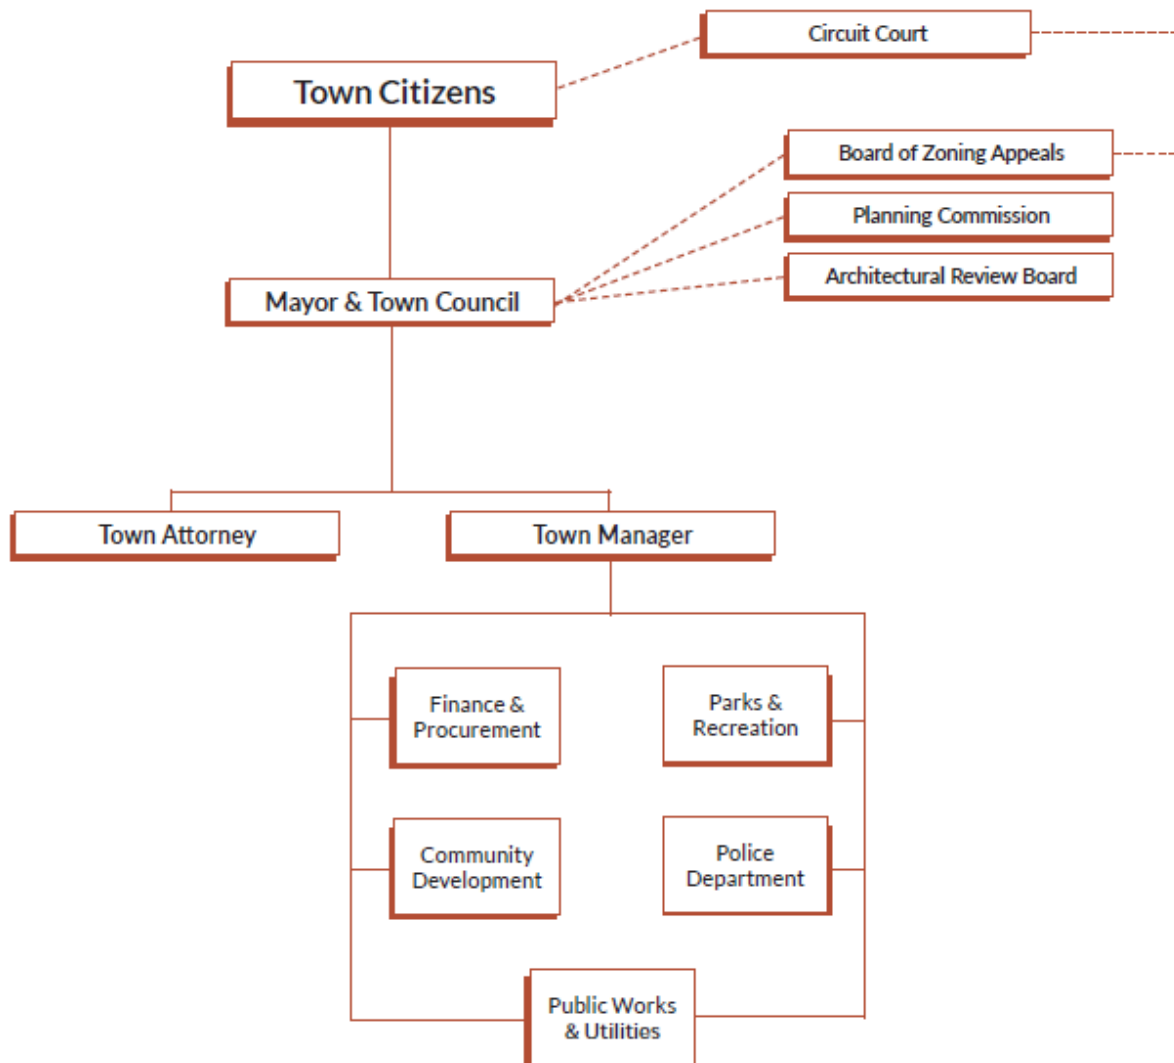 Circuit Court
Town Citizens
Board of Zoning Appeals
Planning Commission
Architectural Review Board
Mayor & Town Council
Town Attorney
Town Manager
Finance &
Procurement
Parks &
Recreation
Community
Development
Police
Department
Public Works
& Utilities